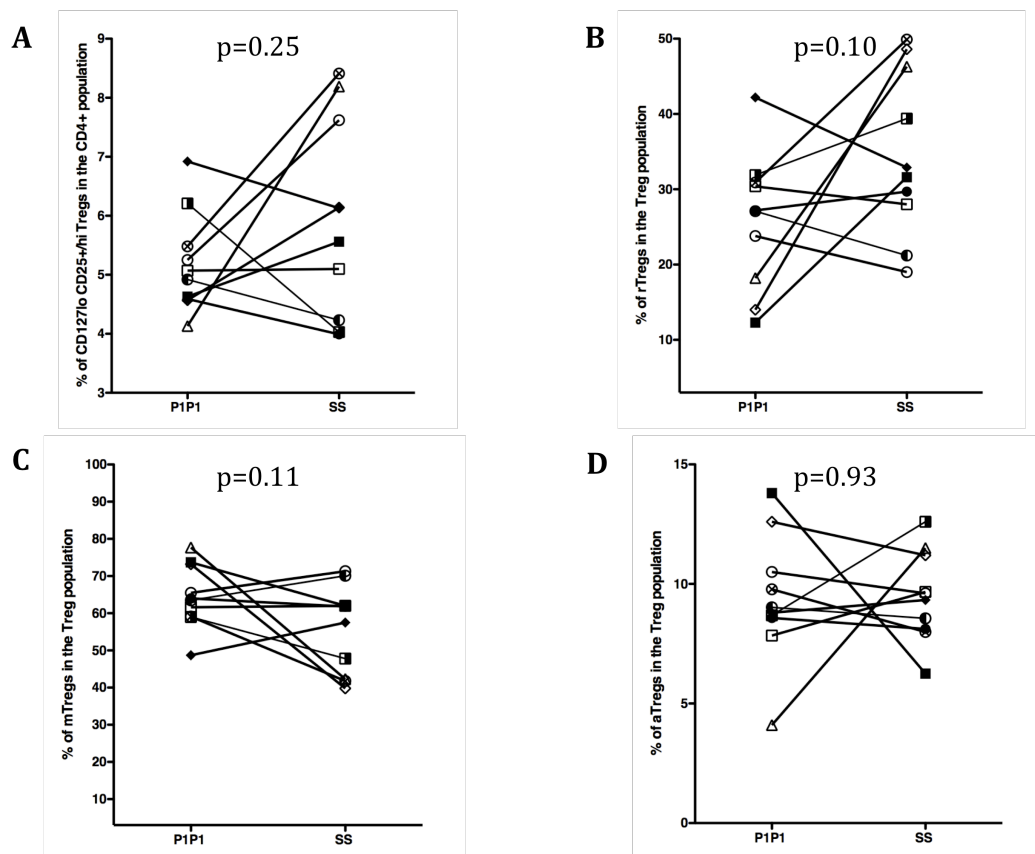 A
p=0.25
% of CD127lo CD25+/hi Tregs in the CD4+ population
9
8
7
6
5
4
3
P1P1 SS
B
p=0.10
% of rTregs in the Treg population
50
40
30
20
10
P1P1 SS
C
p=0.11
% of mTregs in the Treg population
100
90
80
70
60
50
40
30
20
10
P1P1 SS
D
p=0.93
% of aTregs in the Treg population
15
10
5
0
P1P1 SS